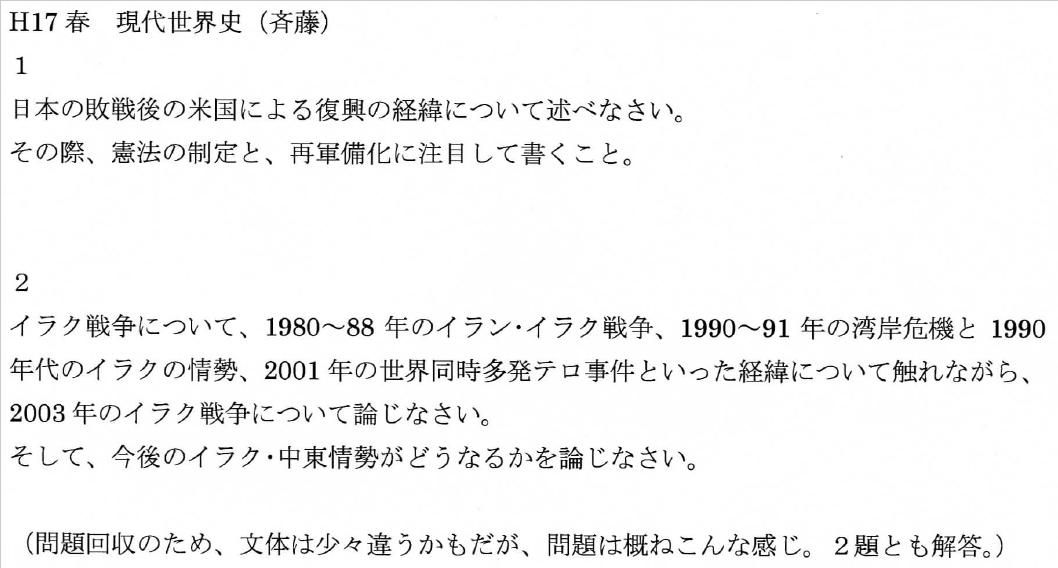 H17春　現代世界史（斉藤）
1
日本の敗戦後の米国による復興の経緯について述べなさい。
その際、憲法の制定と、再軍備化に注目して書くこと。
2
イラク戦争について、1980～88 年のイラン・イラク戦争、1990～91 年の湾岸危機と 1990
年代のイラクの情勢、2001 年の世界同時多発テロ事件といった経緯について触れながら、
2003 年のイラク戦争について論じなさい。
そして、今後のイラク・中東情勢がどうなるかを論じなさい。
（問題回収のため、文体は少々違うかもだが、問題は概ねこんな感じ。２題とも解答。）